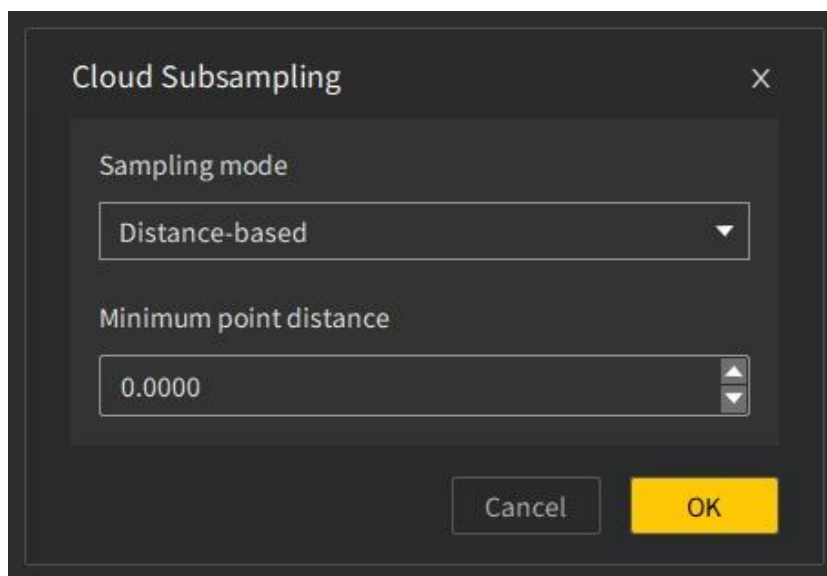 Cloud Subsampling
X
Sampling mode
Distance-based
Minimum point distance
0.0000
Cancel OK